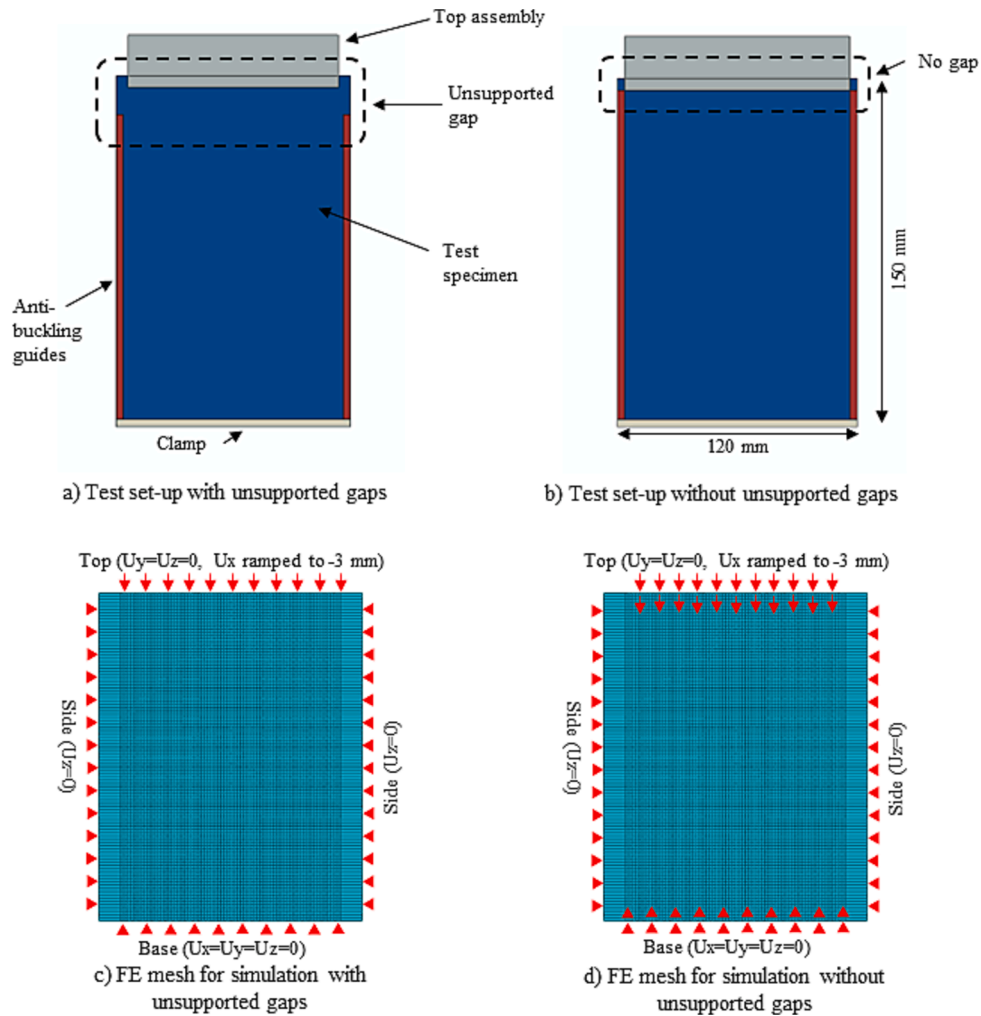 Top assembly
Unsupported
gap
Test
specimen
Anti-
buckling
guides
Clamp
a) Test set-up with unsupported gaps
No gap
150 mm
120 mm
b) Test set-up without unsupported gaps
Top (Uy=Uz=0, Ux ramped to -3 mm)
Side (Uz=0)
Side (Uz=0)
Base (Ux=Uy=Uz=0)
c) FE mesh for simulation with
unsupported gaps
Top (Uy=Uz=0, Ux ramped to -3 mm)
Side (Uz=0)
Side (Uz=0)
Base (Ux=Uy=Uz=0)
d) FE mesh for simulation without
unsupported gaps